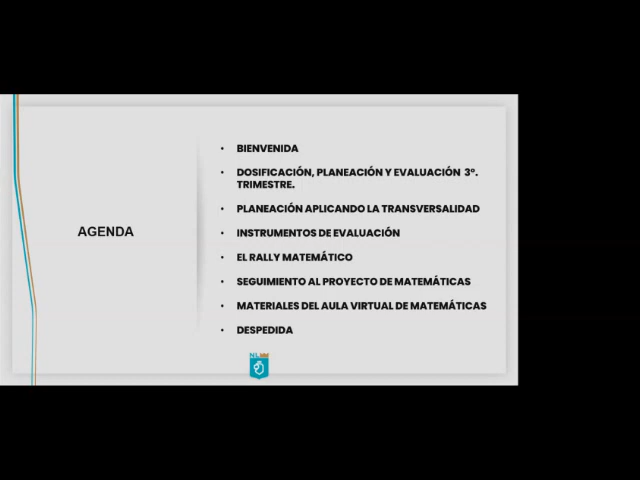 AGENDA
• BIENVENIDA
• DOSIFICACIÓN, PLANEACIÓN Y EVALUACIÓN 3º.
TRIMESTRE.
• PLANEACIÓN APLICANDO LA TRANSVERSALIDAD
• INSTRUMENTOS DE EVALUACIÓN
• EL RALLY MATEMÁTICO
• SEGUIMIENTO AL PROYECTO DE MATEMÁTICAS
• MATERIALES DEL AULA VIRTUAL DE MATEMÁTICAS
• DESPEDIDA
NL